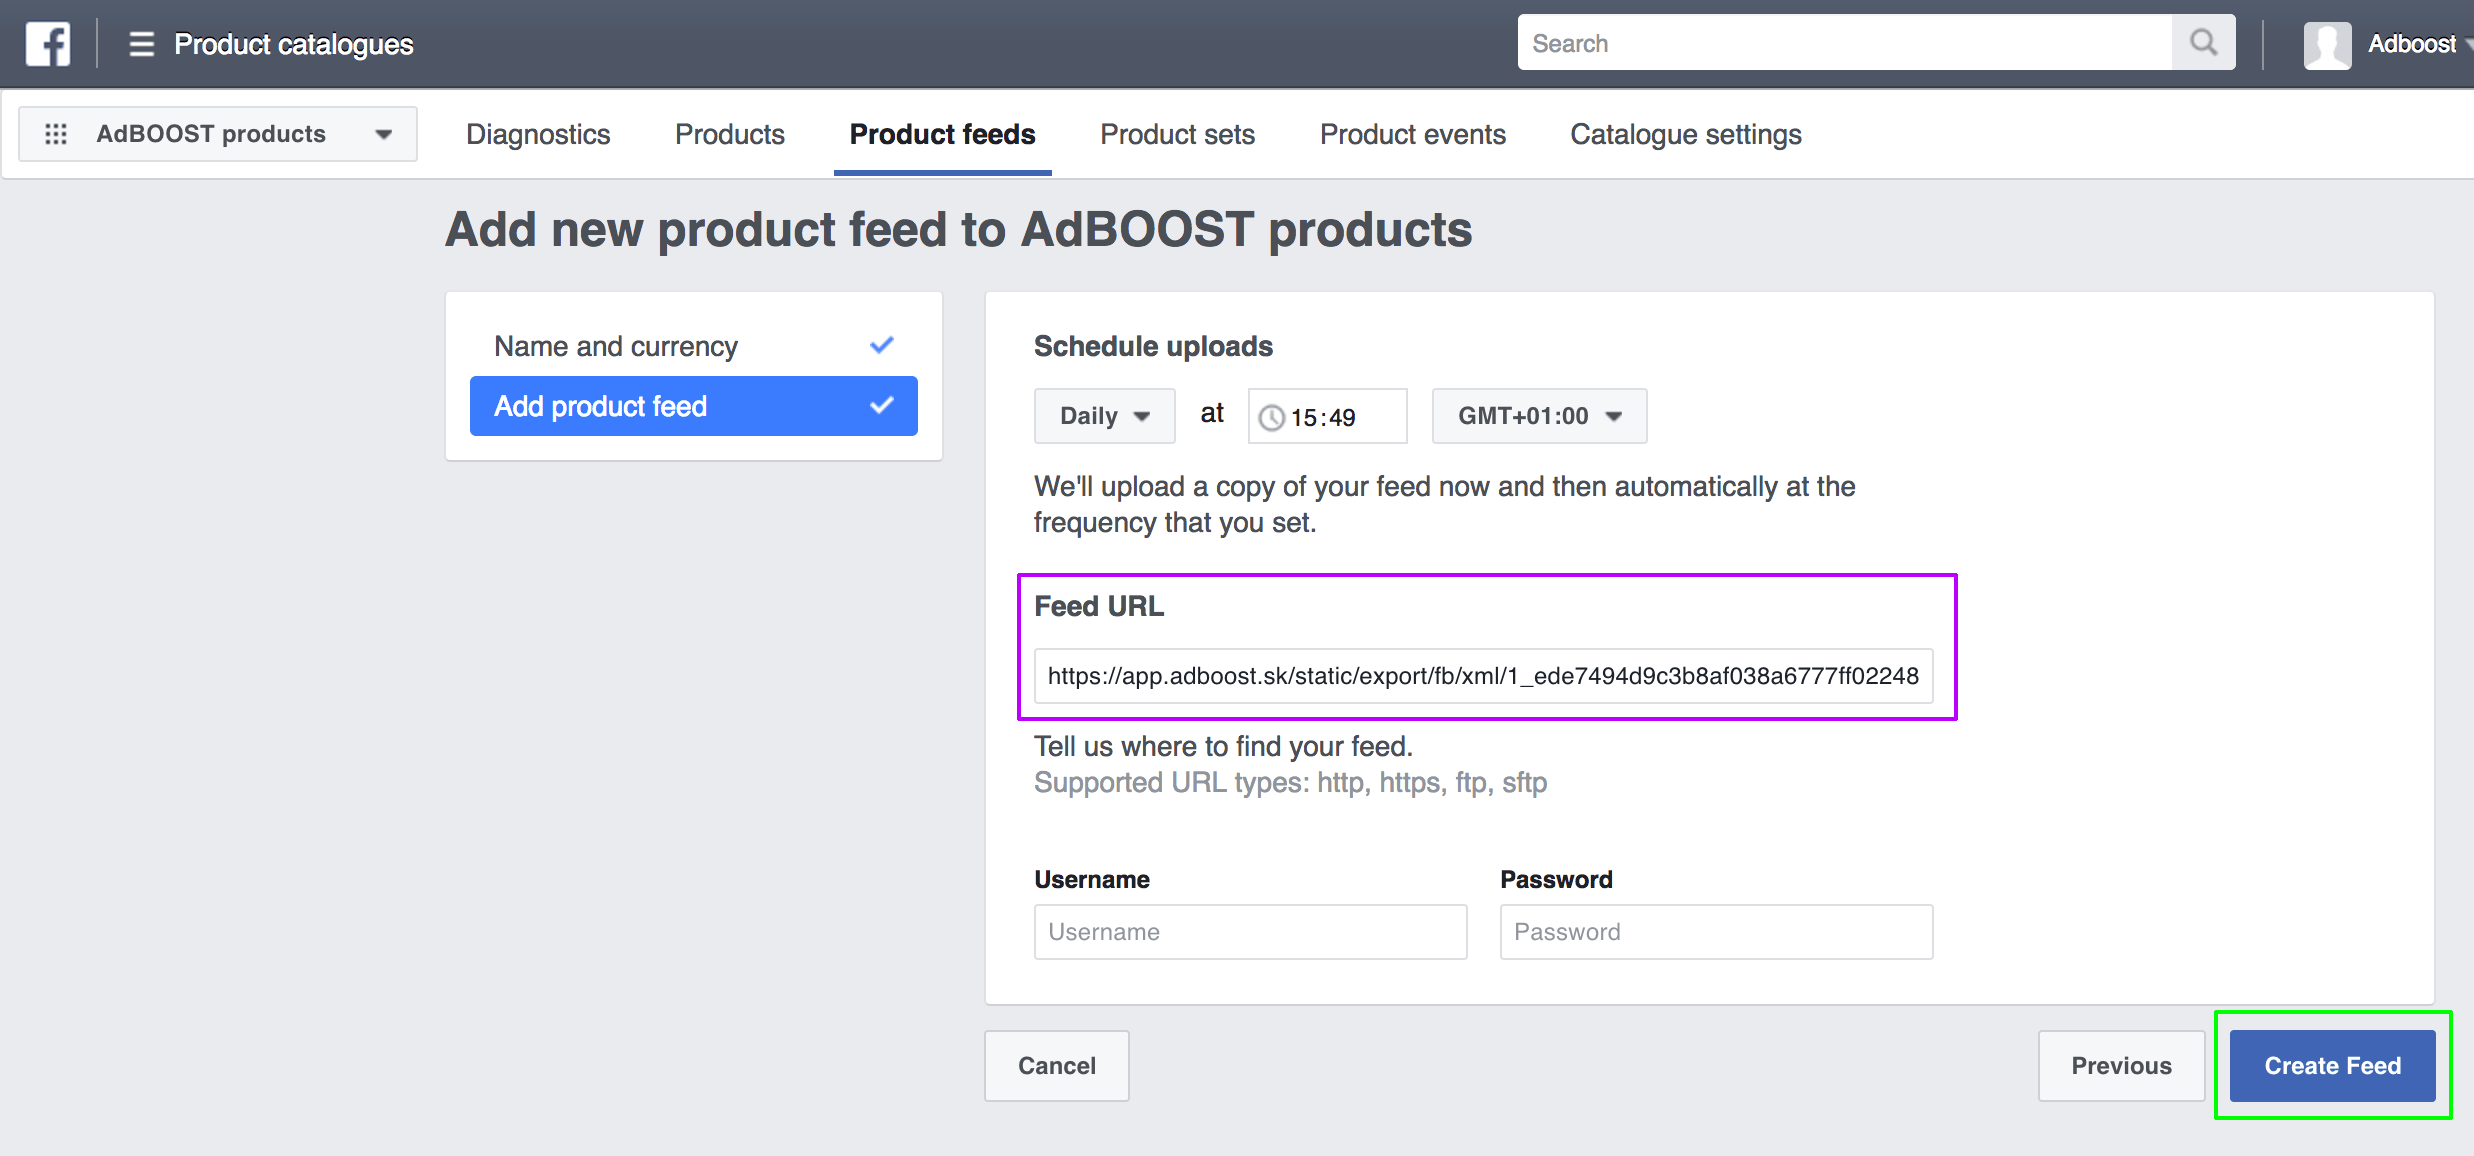 Product catalogues
Search
Adboost
AdBOOST products
Diagnostics
Products
Product feeds
Product sets
Product events
Catalogue settings
Add new product feed to AdBOOST products
Name and currency
Add product feed
Schedule uploads
Daily at 15:49 GMT+01:00
We'll upload a copy of your feed now and then automatically at the
frequency that you set.
Feed URL
https://app.adboost.sk/static/export/fb/xml/1_ede7494d9c3b8af038a6777ff02248
Tell us where to find your feed.
Supported URL types: http, https, ftp, sftp
Username
Password
Username
Password
Cancel
Previous
Create Feed